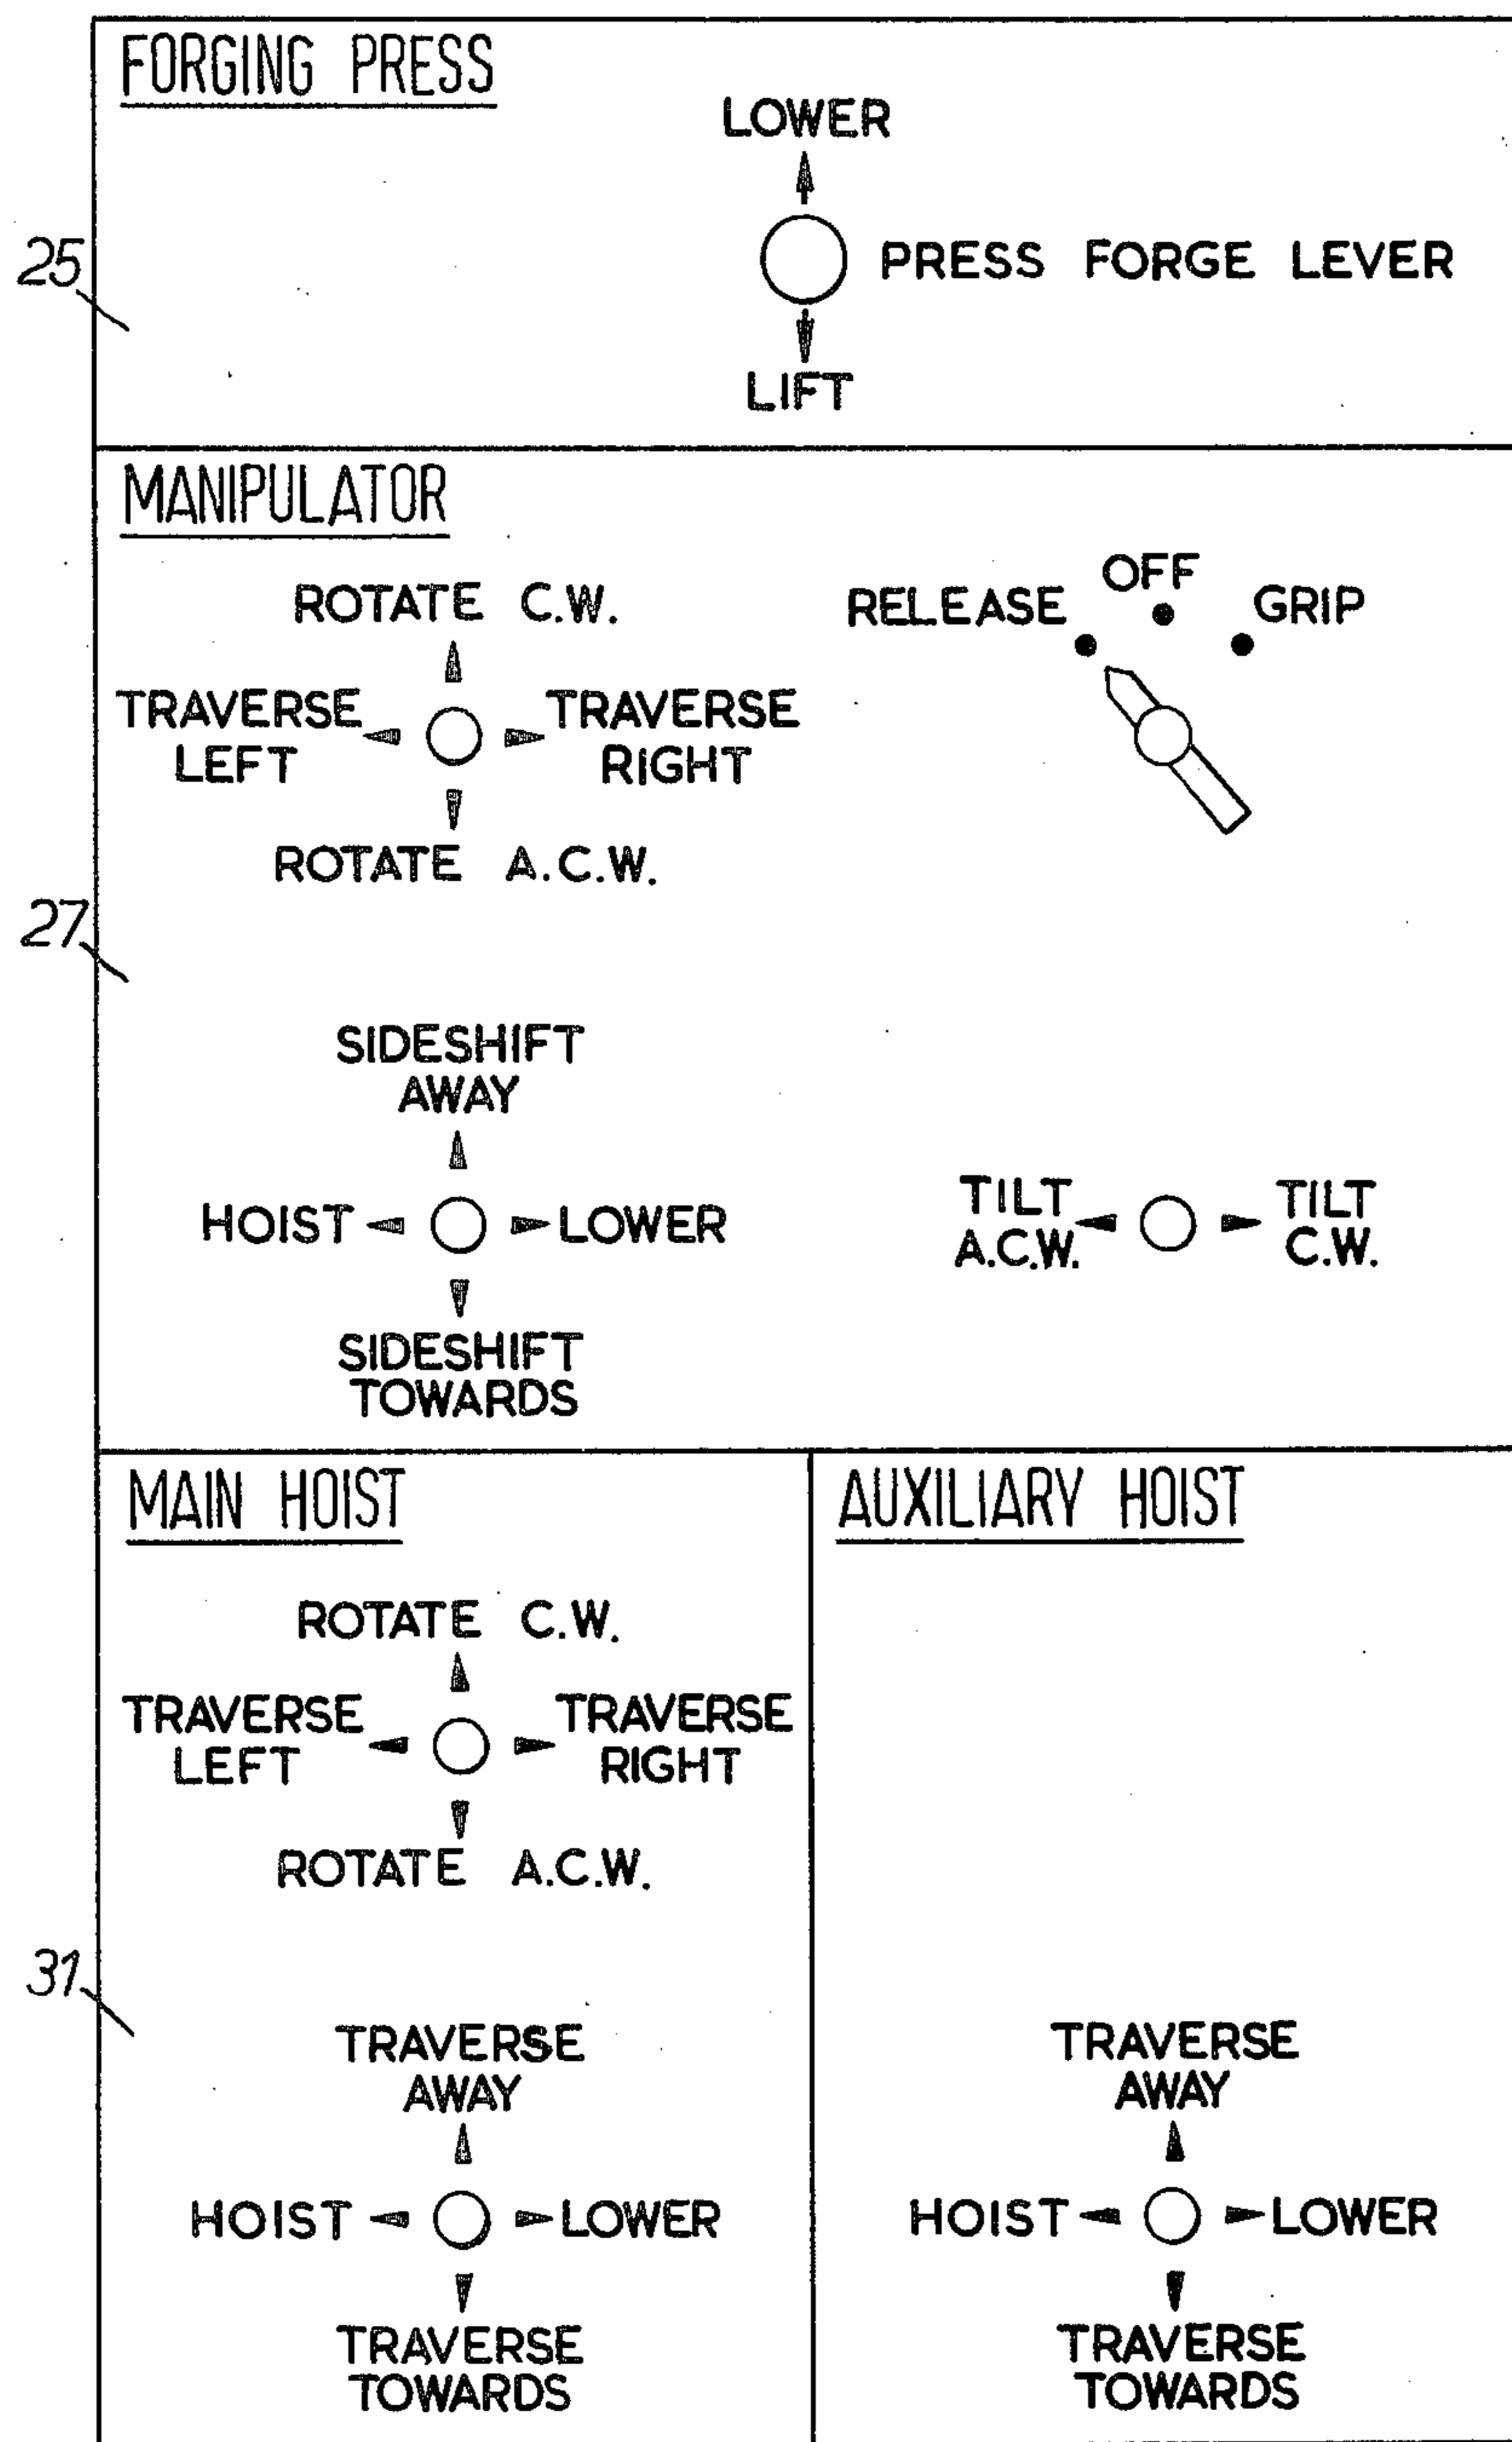 FORGING PRESS
LOWER
25
PRESS FORGE LEVER
LIFT
MANIPULATOR
ROTATE C.W.
TRAVERSE LEFT
TRAVERSE RIGHT
ROTATE A.C.W.
RELEASE
OFF
GRIP
27
SIDESHIFT
AWAY
HOIST
LOWER
SIDESHIFT
TOWARDS
TILT
A.C.W.
TILT
C.W.
MAIN HOIST
ROTATE C.W.
TRAVERSE
LEFT
TRAVERSE
RIGHT
ROTATE A.C.W.
31
TRAVERSE
AWAY
HOIST
LOWER
TRAVERSE
TOWARDS
AUXILIARY HOIST
TRAVERSE
AWAY
HOIST
LOWER
TRAVERSE
TOWARDS